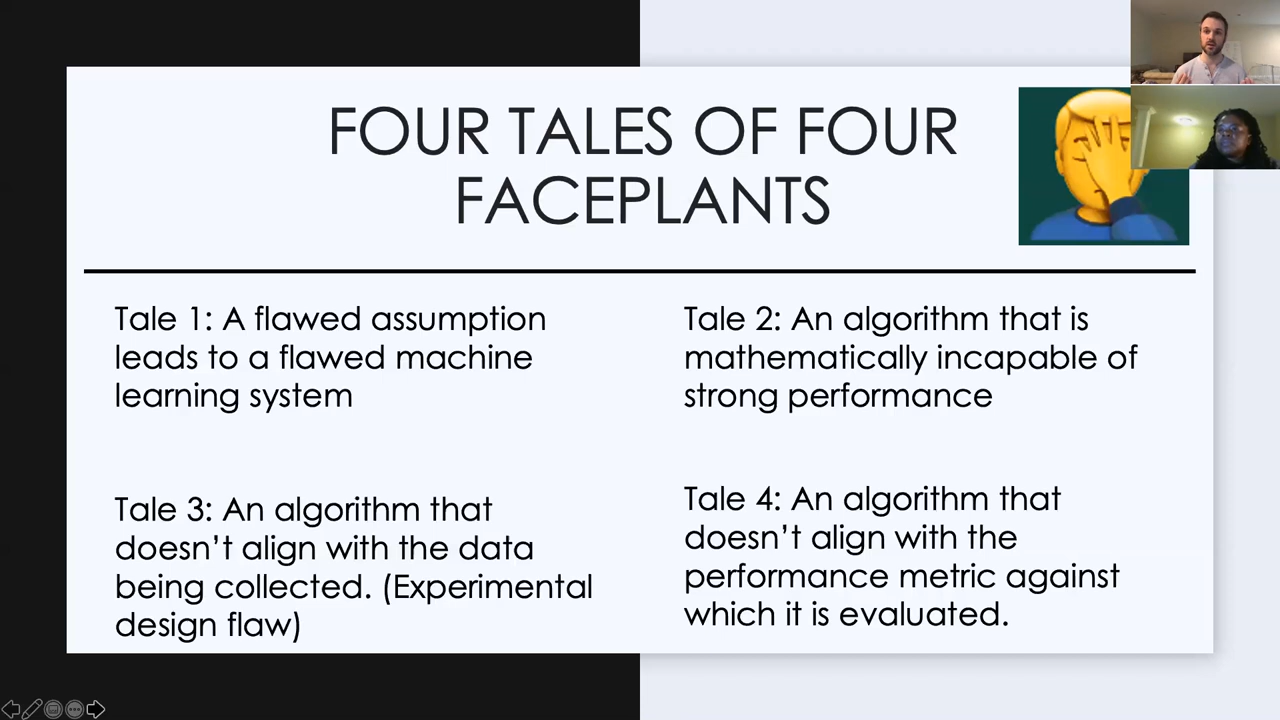 FOUR TALES OF FOUR
FACEPLANTS
Tale 1: A flawed assumption
leads to a flawed machine
learning system
Tale 2: An algorithm that is
mathematically incapable of
strong performance
Tale 3: An algorithm that
doesn’t align with the data
being collected. (Experimental
design flaw)
Tale 4: An algorithm that
doesn’t align with the
performance metric against
which it is evaluated.